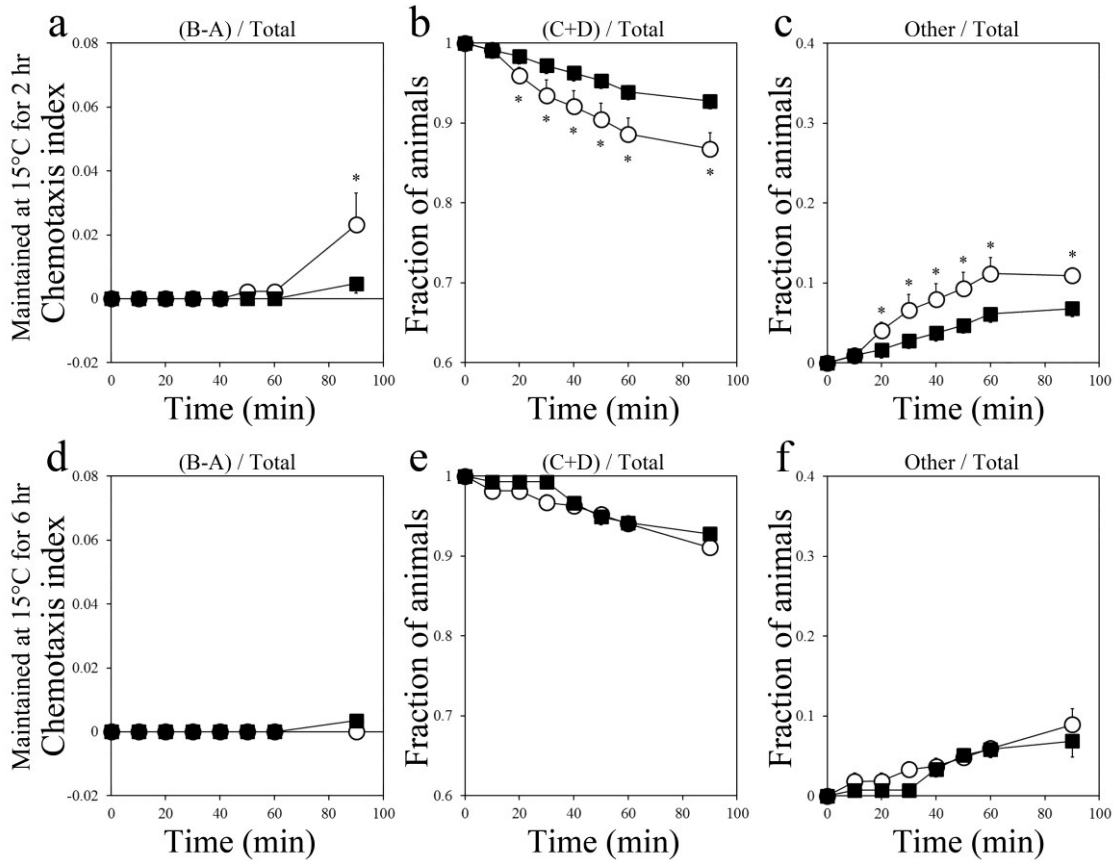 a
(B-A) / Total
Maintained at 15°C for 2 hr
Chemotaxis index
0.08
0.06
0.04
0.02
0
-0.02
*
0 20 40 60 80 100
Time (min)
b
(C+D) / Total
Fraction of animals
1
0.9
0.8
0.7
0.6
* * * * * *
0 20 40 60 80 100
Time (min)
c
Other / Total
Fraction of animals
0.4
0.3
0.2
0.1
0
* * * * * *
0 20 40 60 80 100
Time (min)
d
(B-A) / Total
Maintained at 15°C for 6 hr
Chemotaxis index
0.08
0.06
0.04
0.02
0
-0.02
0 20 40 60 80 100
Time (min)
e
(C+D) / Total
Fraction of animals
1
0.9
0.8
0.7
0.6
0 20 40 60 80 100
Time (min)
f
Other / Total
Fraction of animals
0.4
0.3
0.2
0.1
0
0 20 40 60 80 100
Time (min)